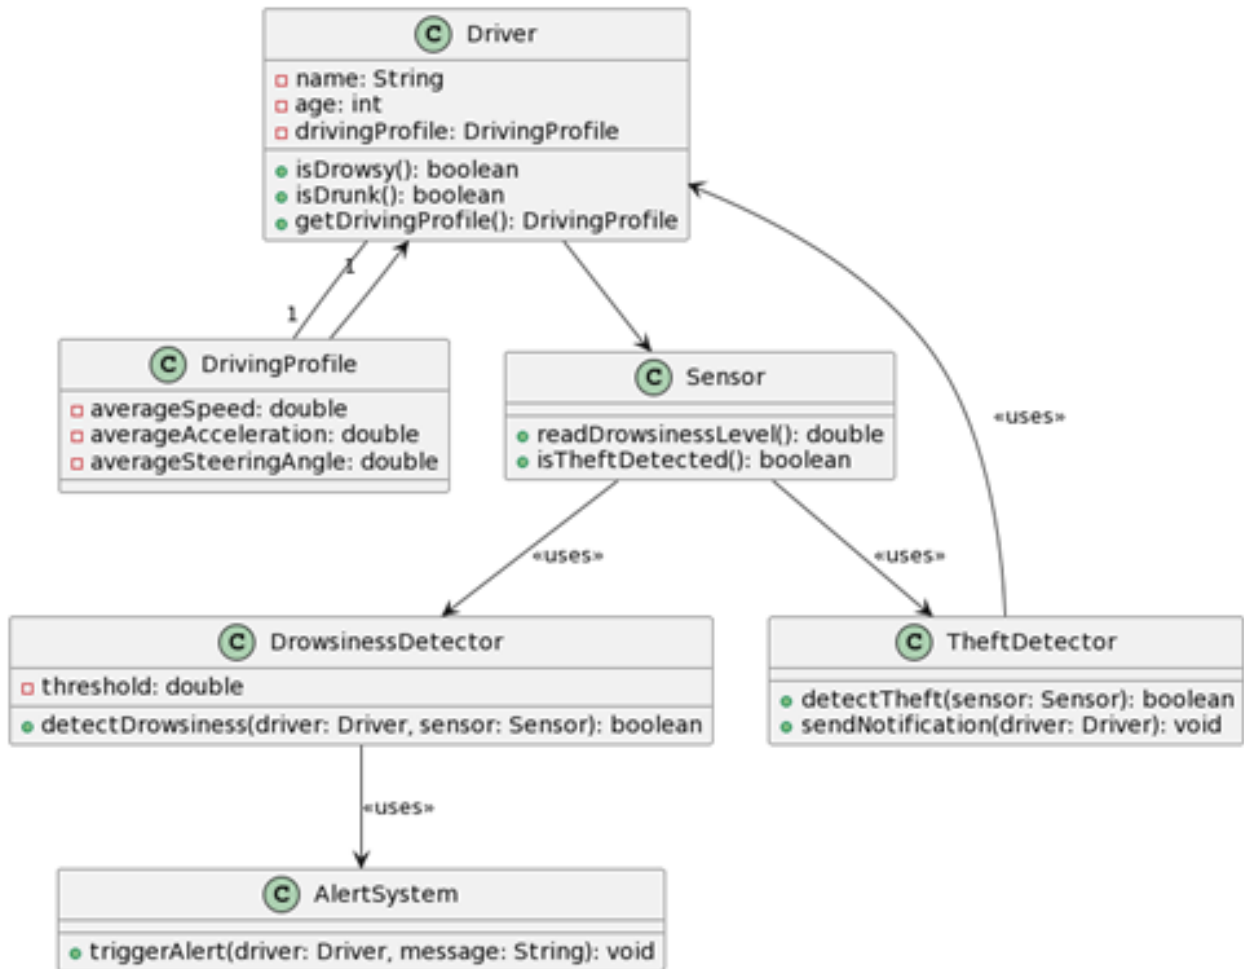 C Driver
name: String
age: int
drivingProfile: DrivingProfile
isDrowsy(): boolean
isDrunk(): boolean
getDrivingProfile(): DrivingProfile
1
1
C DrivingProfile
averageSpeed: double
averageAcceleration: double
averageSteeringAngle: double
C Sensor
readDrowsinessLevel(): double
isTheftDetected(): boolean
«uses»
«uses»
«uses»
C DrowsinessDetector
threshold: double
detectDrowsiness(driver: Driver, sensor: Sensor): boolean
C TheftDetector
detectTheft(sensor: Sensor): boolean
sendNotification(driver: Driver): void
«uses»
C AlertSystem
triggerAlert(driver: Driver, message: String): void